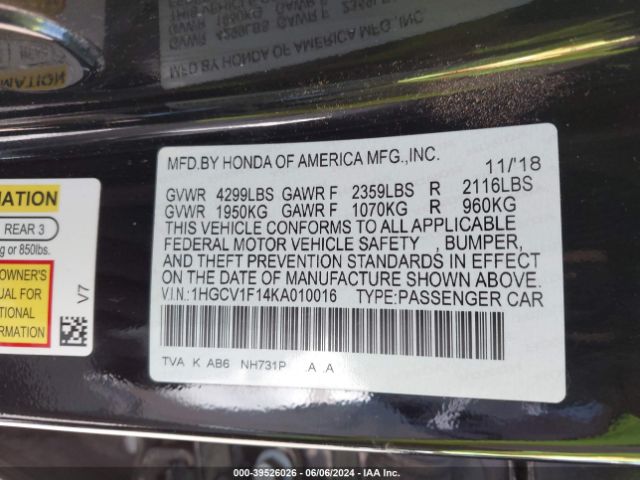 MFD.BY HONDA OF AMERICA MFG.,INC. 11/'18
GVWR 4299LBS GAWR F 2359LBS R 2116LBS
GVWR 1950KG GAWR F 1070KG R 960KG
THIS VEHICLE CONFORMS TO ALL APPLICABLE
FEDERAL MOTOR VEHICLE SAFETY , BUMPER,
AND THEFT PREVENTION STANDARDS IN EFFECT
ON THE DATE OF MANUFACTURE SHOWN ABOVE.
V.I.N.:1HGCV1F14KA010016 TYPE:PASSENGER CAR
TVA K AB6 NH731P A .A
MATION
REAR 3
g or 850lbs.
OWNER'S
UAL FOR
TIONAL
RMATION
V7
00-39526026 - 06/06/2024 - IAA Inc.